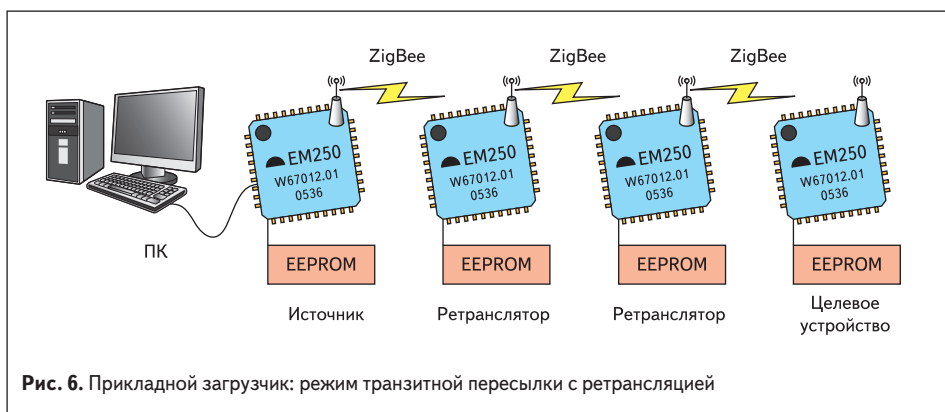 ZigBee
ZigBee
ZigBee
EM250
W67012.01
0536
EM250
W67012.01
0536
EM250
W67012.01
0536
EM250
W67012.01
0536
ПК
EEPROM
EEPROM
EEPROM
EEPROM
Источник
Ретранслятор
Ретранслятор
Целевое
устройство
Рис. 6. Прикладной загрузчик: режим транзитной пересылки с ретрансляцией